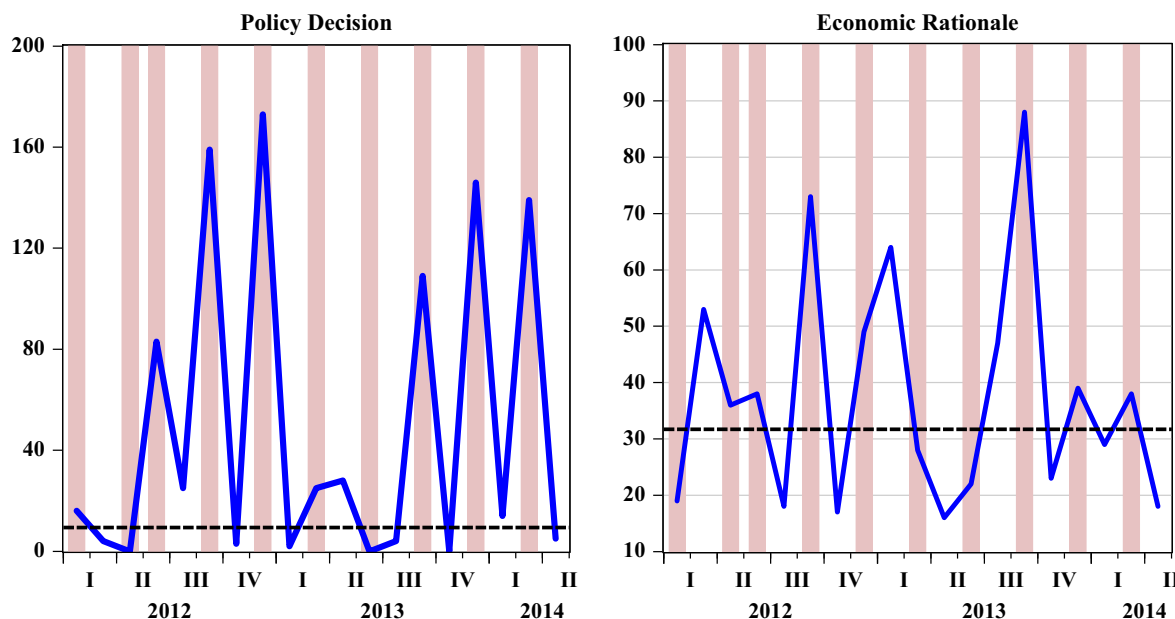 Policy Decision
200
160
120
80
40
0
I II III IV I II III IV I II
2012 2013 2014
Economic Rationale
100
90
80
70
60
50
40
30
20
10
I II III IV I II III IV I I
2012 2013 2014